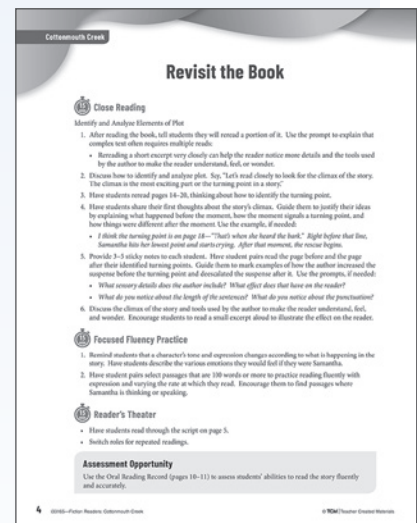 Cottonmouth Creek
Revisit the Book
Close Reading
Identify and Analyze Elements of Plot
1. After reading the book, tell students they will reread a portion of it. Use the prompt to explain that
complex text often requires multiple reads:
• Rereading a short excerpt very closely can help the reader notice more details and the tools used
by the author to make the reader understand, feel, or wonder.
2. Discuss how to identify and analyze plot. Say, "Let's read closely to look for the climax of the story.
The climax is the most exciting part or the turning point in a story."
3. Have students reread pages 14–20, thinking about how to identify the turning point.
4. Have students share their first thoughts about the story's climax. Guide them to justify their ideas
by explaining what happened before the moment, how the moment signals a turning point, and
how things were different after the moment. Use the example, if needed:
• I think the turning point is on page 18—"That's when she heard the bark." Right before that line,
Samantha hits her lowest point and starts crying. After that moment, the rescue begins.
5. Provide 3–5 sticky notes to each student. Have student pairs read the page before and the page
after their identified turning points. Guide them to mark examples of how the author increased the
suspense before the turning point and deescalated the suspense after it. Use the prompts, if needed:
• What sensory details does the author include? What effect does that have on the reader?
• What do you notice about the length of the sentences? What do you notice about the punctuation?
6. Discuss the climax of the story and tools used by the author to make the reader understand, feel,
and wonder. Encourage students to read a small excerpt aloud to illustrate the effect on the reader.
Focused Fluency Practice
1. Remind students that a character's tone and expression changes according to what is happening in the
story. Have students describe the various emotions they would feel if they were Samantha.
2. Have student pairs select passages that are 100 words or more to practice reading fluently with
expression and varying the rate at which they read. Encourage them to find passages where
Samantha is thinking or speaking.
Reader's Theater
• Have students read through the script on page 5.
• Switch roles for repeated readings.
Assessment Opportunity
Use the Oral Reading Record (pages 10–11) to assess students' abilities to read the story fluently
and accurately.
4
Fiction Readers: Cottonmouth Creek
© TCM | Teacher Created Materials